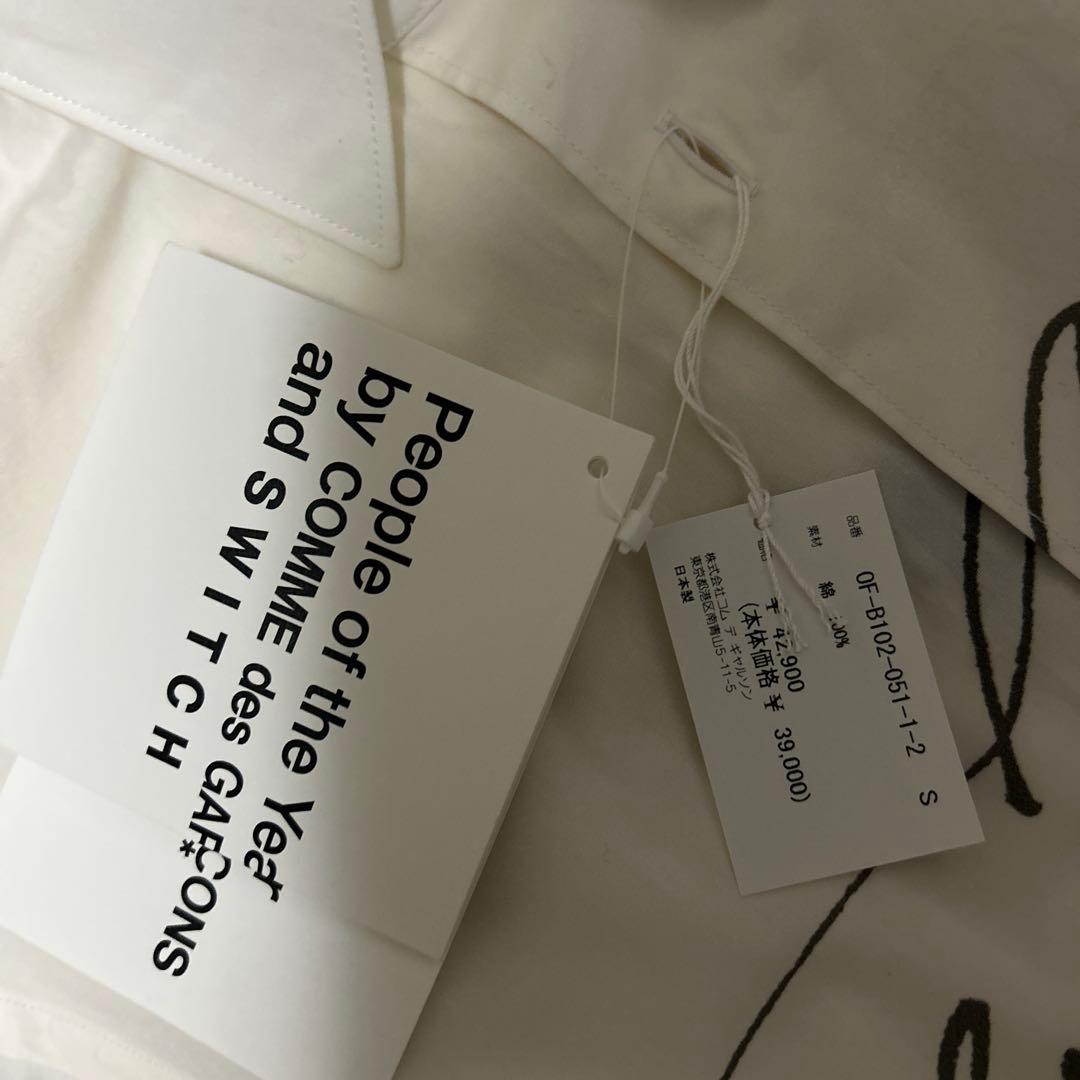 People of the Year
by COMME des GARÇONS
and SWITCH
品番 OF-B102-051-1-2 S
素材 綿 100%
¥ 42,900
(本体価格 ¥ 39,000)
株式会社コム デ ギャルソン
東京都港区南青山5-11-5
日本製